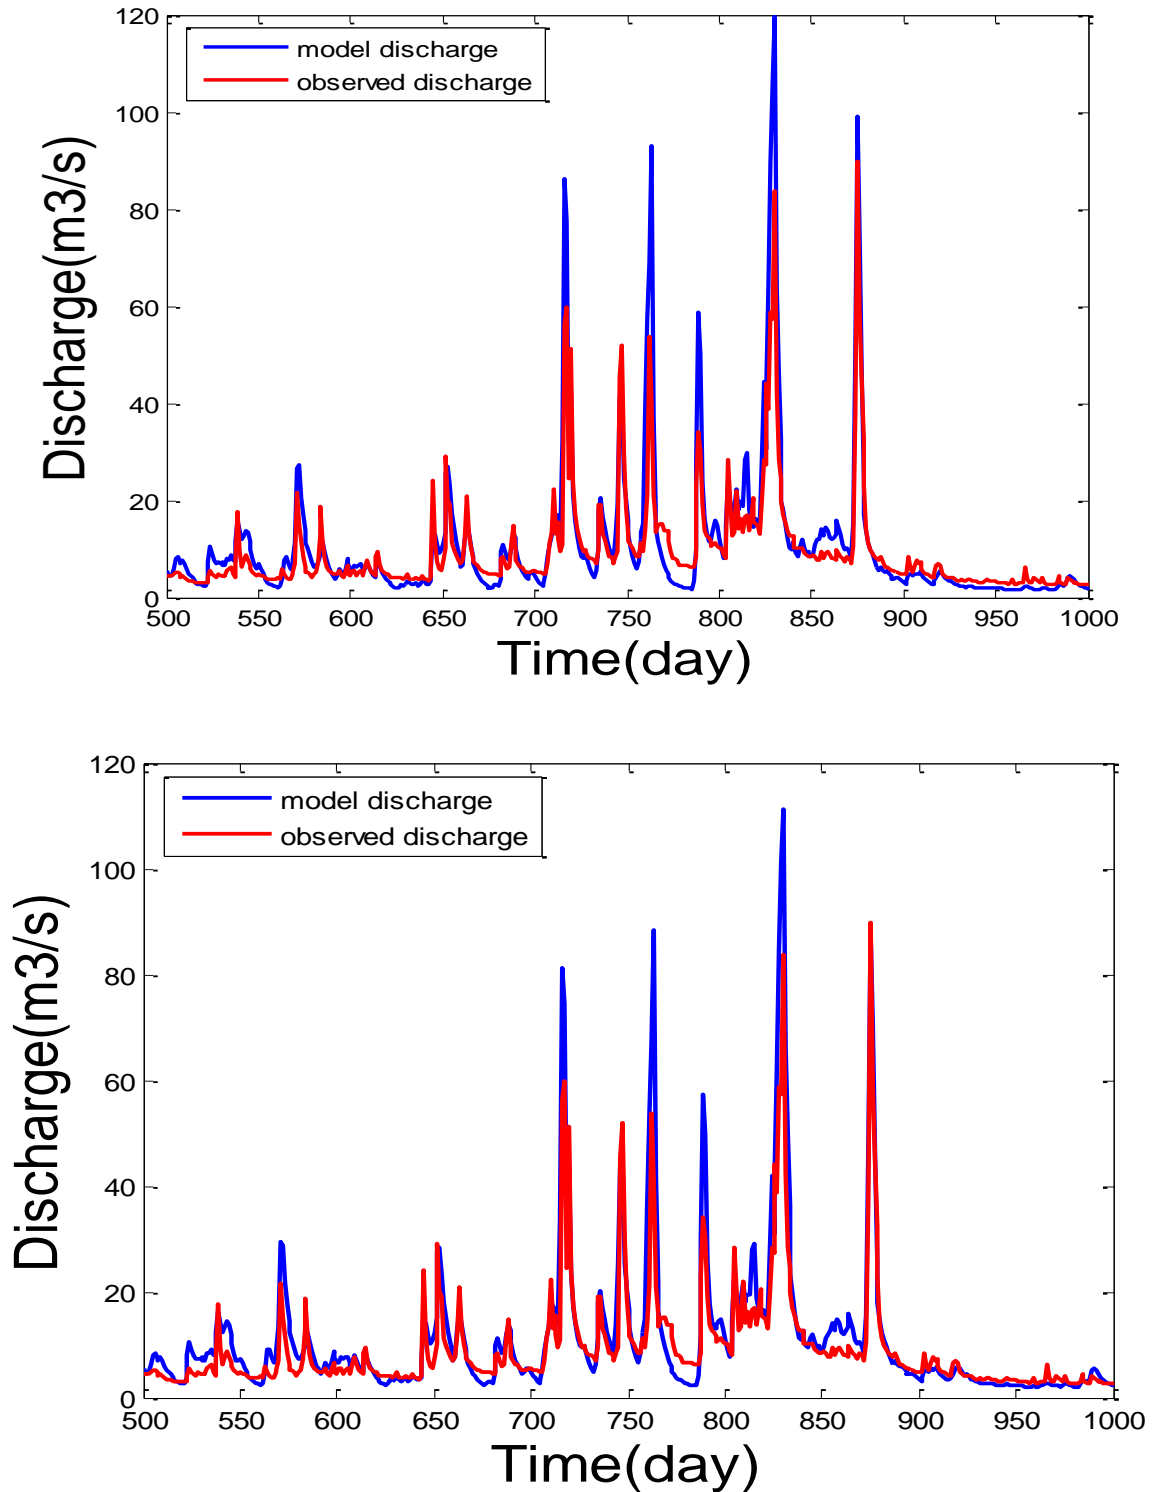 120
100
80
60
40
20
0
Discharge(m3/s)
model discharge
observed discharge
500 550 600 650 700 750 800 850 900 950 1000
Time(day)
120
100
80
60
40
20
0
Discharge(m3/s)
model discharge
observed discharge
500 550 600 650 700 750 800 850 900 950 1000
Time(day)